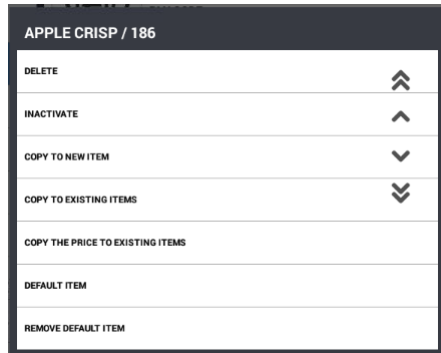 APPLE CRISP / 186
DELETE
INACTIVATE
COPY TO NEW ITEM
COPY TO EXISTING ITEMS
COPY THE PRICE TO EXISTING ITEMS
DEFAULT ITEM
REMOVE DEFAULT ITEM